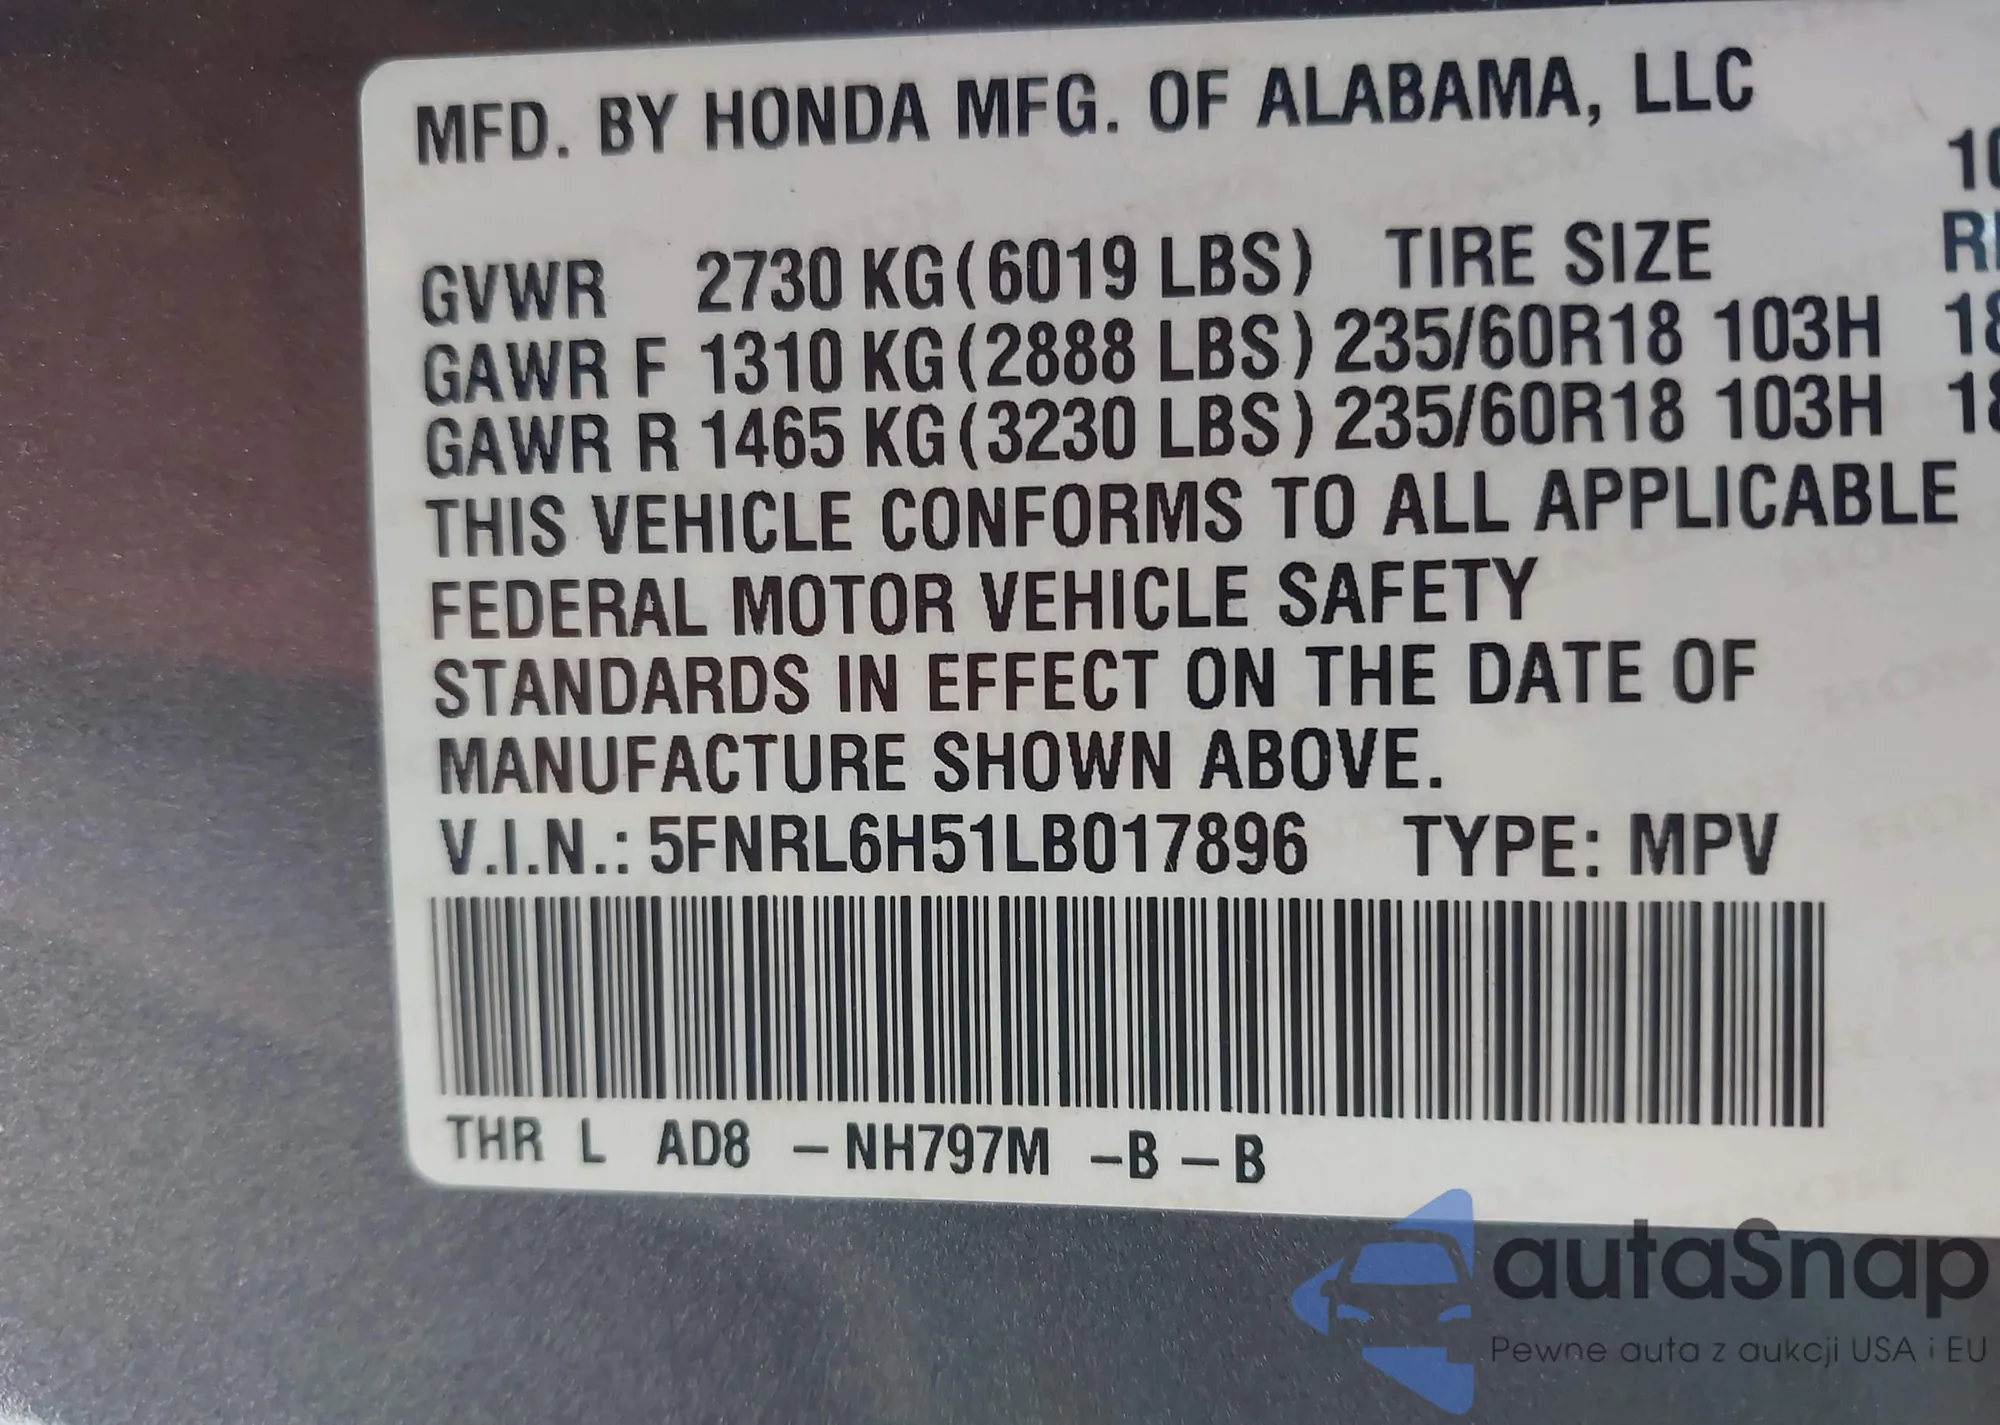 MFD. BY HONDA MFG. OF ALABAMA, LLC
10
GVWR 2730 KG (6019 LBS) TIRE SIZE
GAWR F 1310 KG (2888 LBS) 235/60R18 103H 18
GAWR R 1465 KG (3230 LBS) 235/60R18 103H 18
THIS VEHICLE CONFORMS TO ALL APPLICABLE
FEDERAL MOTOR VEHICLE SAFETY
STANDARDS IN EFFECT ON THE DATE OF
MANUFACTURE SHOWN ABOVE.
V.I.N.: 5FNRL6H51LB017896 TYPE: MPV
THR L AD8 –NH797M –B –B
autaSnap
Pewne auta z aukcji USA i EU